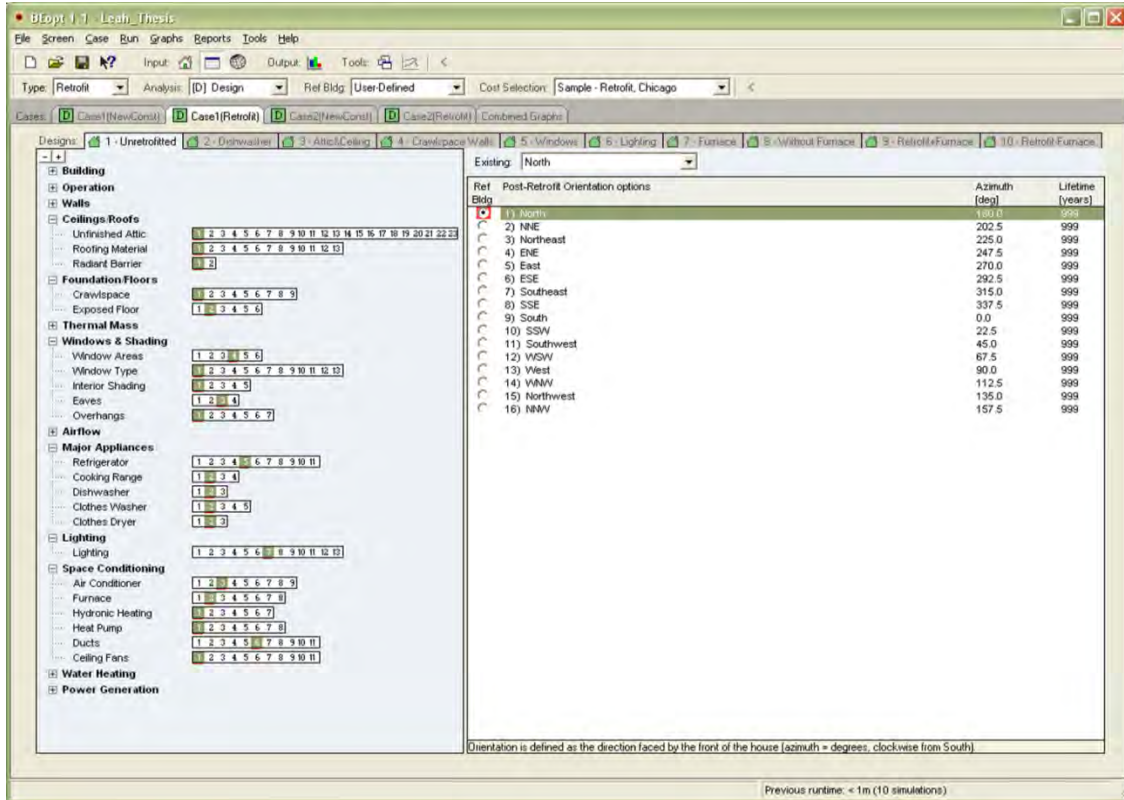 BEopt 1.1 - Leah_Thesis
File Screen Case Run Graphs Reports Tools Help
Input: Output: Tools: <
Type: Retrofit Analysis: [D] Design Ref Bldg: User-Defined Cost Selection: Sample - Retrofit, Chicago <
Cases: D Case1(NewConst) D Case1(Retrofit) D Case2(NewConst) D Case2(Retrofit) Combined Graphs
Designs: 1 - Unretrofitted 2 - Dishwasher 3 - Attic&Ceiling 4 - Crawlspace Walls 5 - Windows 6 - Lighting 7 - Furnace 8 - Without Furnace 9 - Retrofit+Furnace 10 - Retrofit-Furnace
- +
Building
Operation
Walls
Ceilings/Roofs
Unfinished Attic 1 2 3 4 5 6 7 8 9 10 11 12 13 14 15 16 17 18 19 20 21 22 23
Roofing Material 1 2 3 4 5 6 7 8 9 10 11 12 13
Radiant Barrier 1 2
Foundation/Floors
Crawlspace 1 2 3 4 5 6 7 8 9
Exposed Floor 1 2 3 4 5 6
Thermal Mass
Windows & Shading
Window Areas 1 2 3 4 5 6
Window Type 1 2 3 4 5 6 7 8 9 10 11 12 13
Interior Shading 1 2 3 4 5
Eaves 1 2 3 4
Overhangs 1 2 3 4 5 6 7
Airflow
Major Appliances
Refrigerator 1 2 3 4 5 6 7 8 9 10 11
Cooking Range 1 2 3 4
Dishwasher 1 2 3
Clothes Washer 1 2 3 4 5
Clothes Dryer 1 2 3
Lighting
Lighting 1 2 3 4 5 6 7 8 9 10 11 12 13
Space Conditioning
Air Conditioner 1 2 3 4 5 6 7 8 9
Furnace 1 2 3 4 5 6 7 8
Hydronic Heating 1 2 3 4 5 6 7
Heat Pump 1 2 3 4 5 6 7 8
Ducts 1 2 3 4 5 6 7 8 9 10 11
Ceiling Fans 1 2 3 4 5 6 7 8 9 10 11
Water Heating
Power Generation
Existing: North
Ref Bldg Post-Retrofit Orientation options Azimuth [deg] Lifetime [years]
1) North 180.0 999
2) NNE 202.5 999
3) Northeast 225.0 999
4) ENE 247.5 999
5) East 270.0 999
6) ESE 292.5 999
7) Southeast 315.0 999
8) SSE 337.5 999
9) South 0.0 999
10) SSW 22.5 999
11) Southwest 45.0 999
12) WSW 67.5 999
13) West 90.0 999
14) WNW 112.5 999
15) Northwest 135.0 999
16) NNW 157.5 999
Orientation is defined as the direction faced by the front of the house (azimuth = degrees, clockwise from South).
Previous runtime: < 1m (10 simulations)